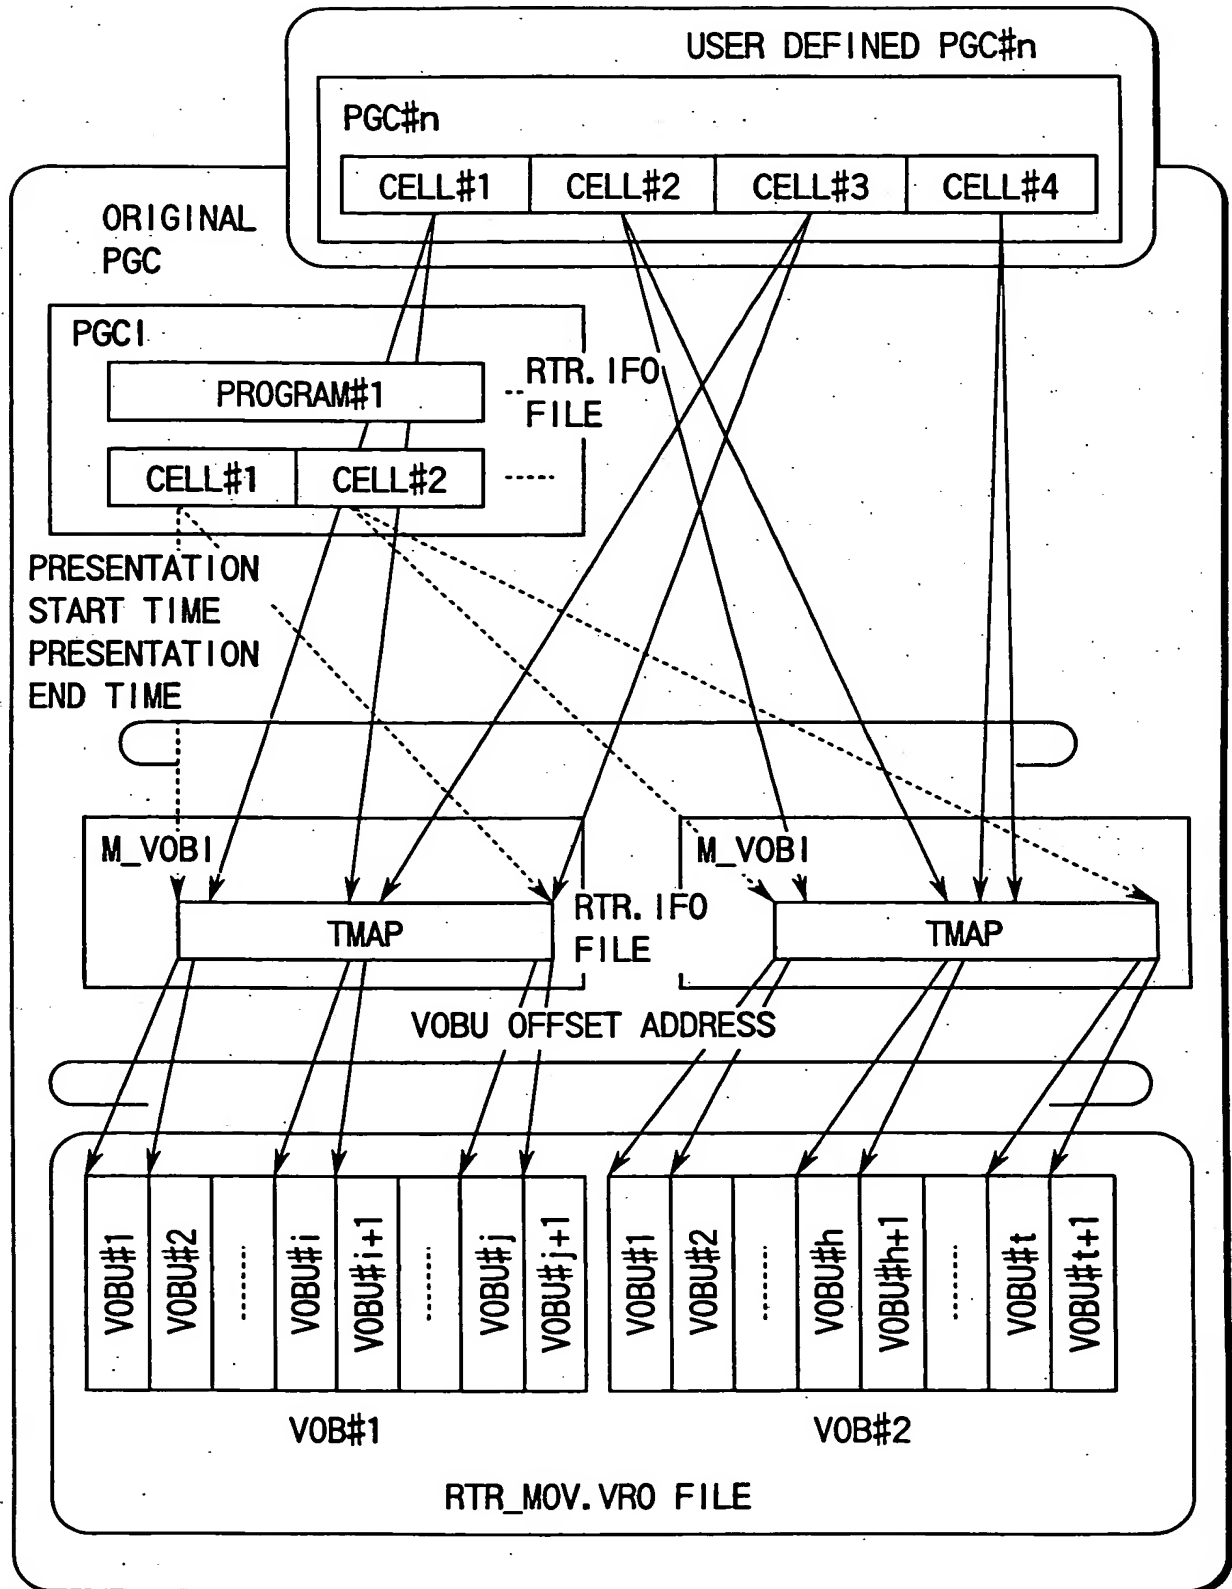 USER DEFINED PGC#n
PGC#n
CELL#1 CELL#2 CELL#3 CELL#4
ORIGINAL
PGC
PGCI
PROGRAM#1
RTR.IFO
FILE
CELL#1 CELL#2
PRESENTATION
START TIME
PRESENTATION
END TIME
M_VOBI
TMAP
RTR.IFO
FILE
M_VOBI
TMAP
VOBU OFFSET ADDRESS
VOBU#1
VOBU#2
VOBU#i
VOBU#i+1
VOBU#j
VOBU#j+1
VOBU#1
VOBU#2
VOBU#h
VOBU#h+1
VOBU#t
VOBU#t+1
VOB#1
VOB#2
RTR_MOV.VRO FILE